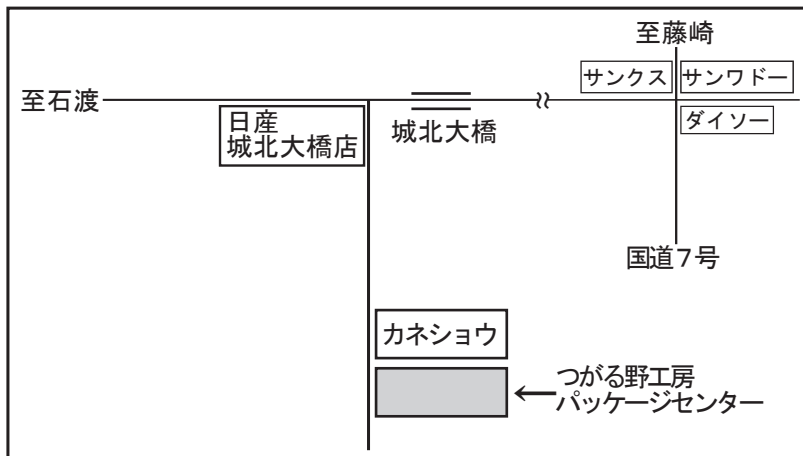 至藤崎
サンクス
サンワドー
至石渡
日産
城北大橋店
城北大橋
ダイソー
国道7号
カネショウ
つがる野工房
パッケージセンター